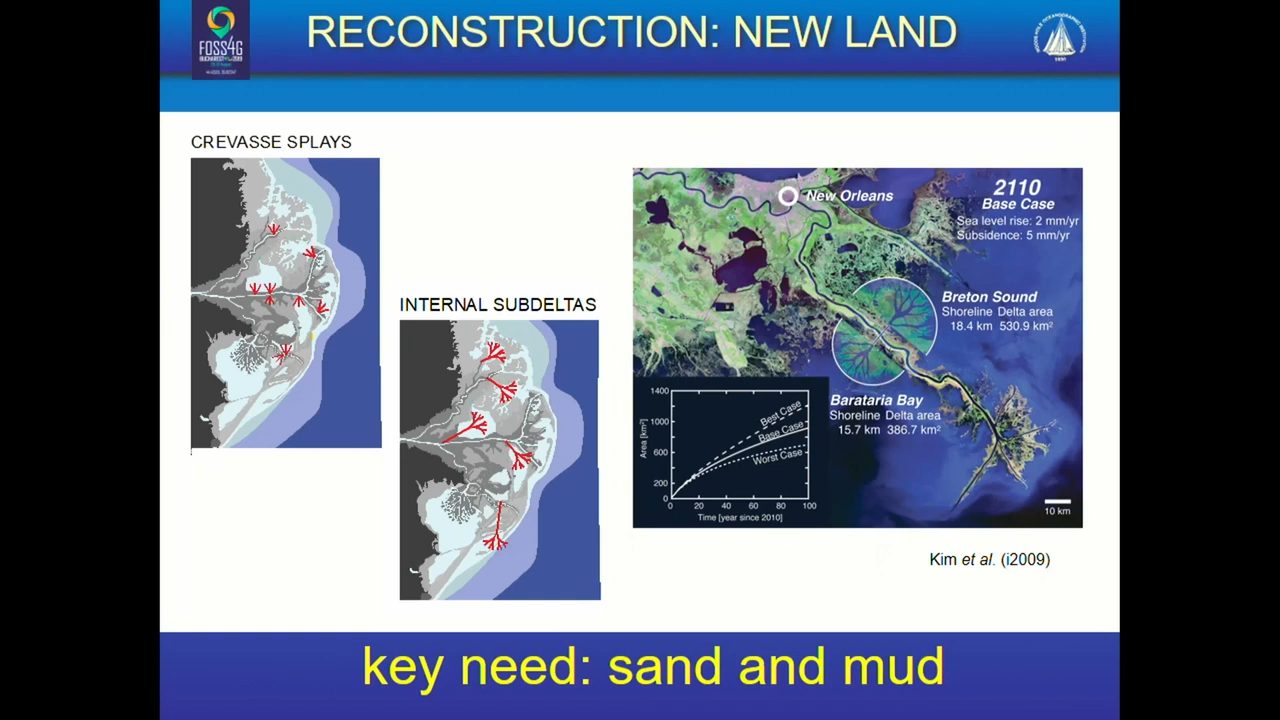 FOSS4G
RECONSTRUCTION: NEW LAND
CREVASSE SPLAYS
INTERNAL SUBDELTAS
New Orleans
2110
Base Case
Sea level rise: 2 mm/yr
Subsidence: 5 mm/yr
Breton Sound
Shoreline Delta area
18.4 km 530.9 km²
Barataria Bay
Shoreline Delta area
15.7 km 386.7 km²
1400
1000
600
200
0
Area [km²]
Best Case
Base Case
Worst Case
0 20 40 60 80 100
Time [year since 2010]
10 km
Kim et al. (i2009)
key need: sand and mud